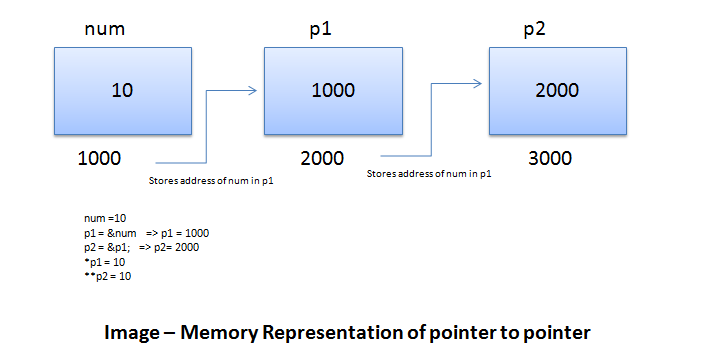 num p1 p2
10 1000 2000
1000 2000 3000
Stores address of num in p1 Stores address of num in p1
num =10
p1 = &num => p1 = 1000
p2 = &p1; => p2= 2000
*p1 = 10
**p2 = 10
Image – Memory Representation of pointer to pointer